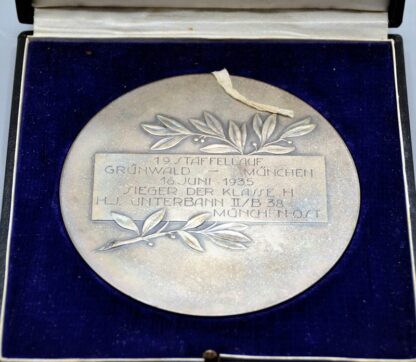 19. STAFFELLAUF
GRÜNWALD - MÜNCHEN
16. JUNI 1935
SIEGER DER KLASSE H
H.J. UNTERBANN II/B 38
MÜNCHEN-OST